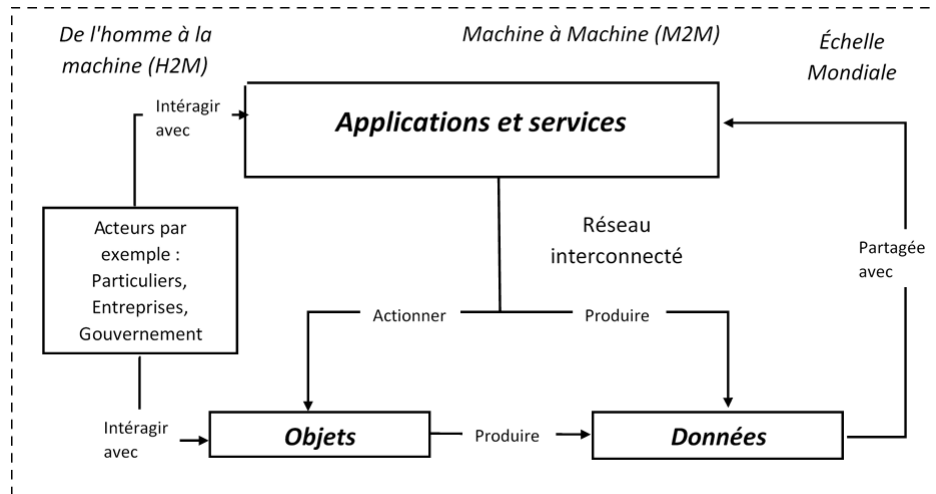 De l'homme à la
machine (H2M)
Machine à Machine (M2M)
Échelle
Mondiale
Intéragir
avec
Applications et services
Acteurs par
exemple :
Particuliers,
Entreprises,
Gouvernement
Réseau
interconnecté
Partagée
avec
Actionner
Produire
Intéragir
avec
Objets
Produire
Données